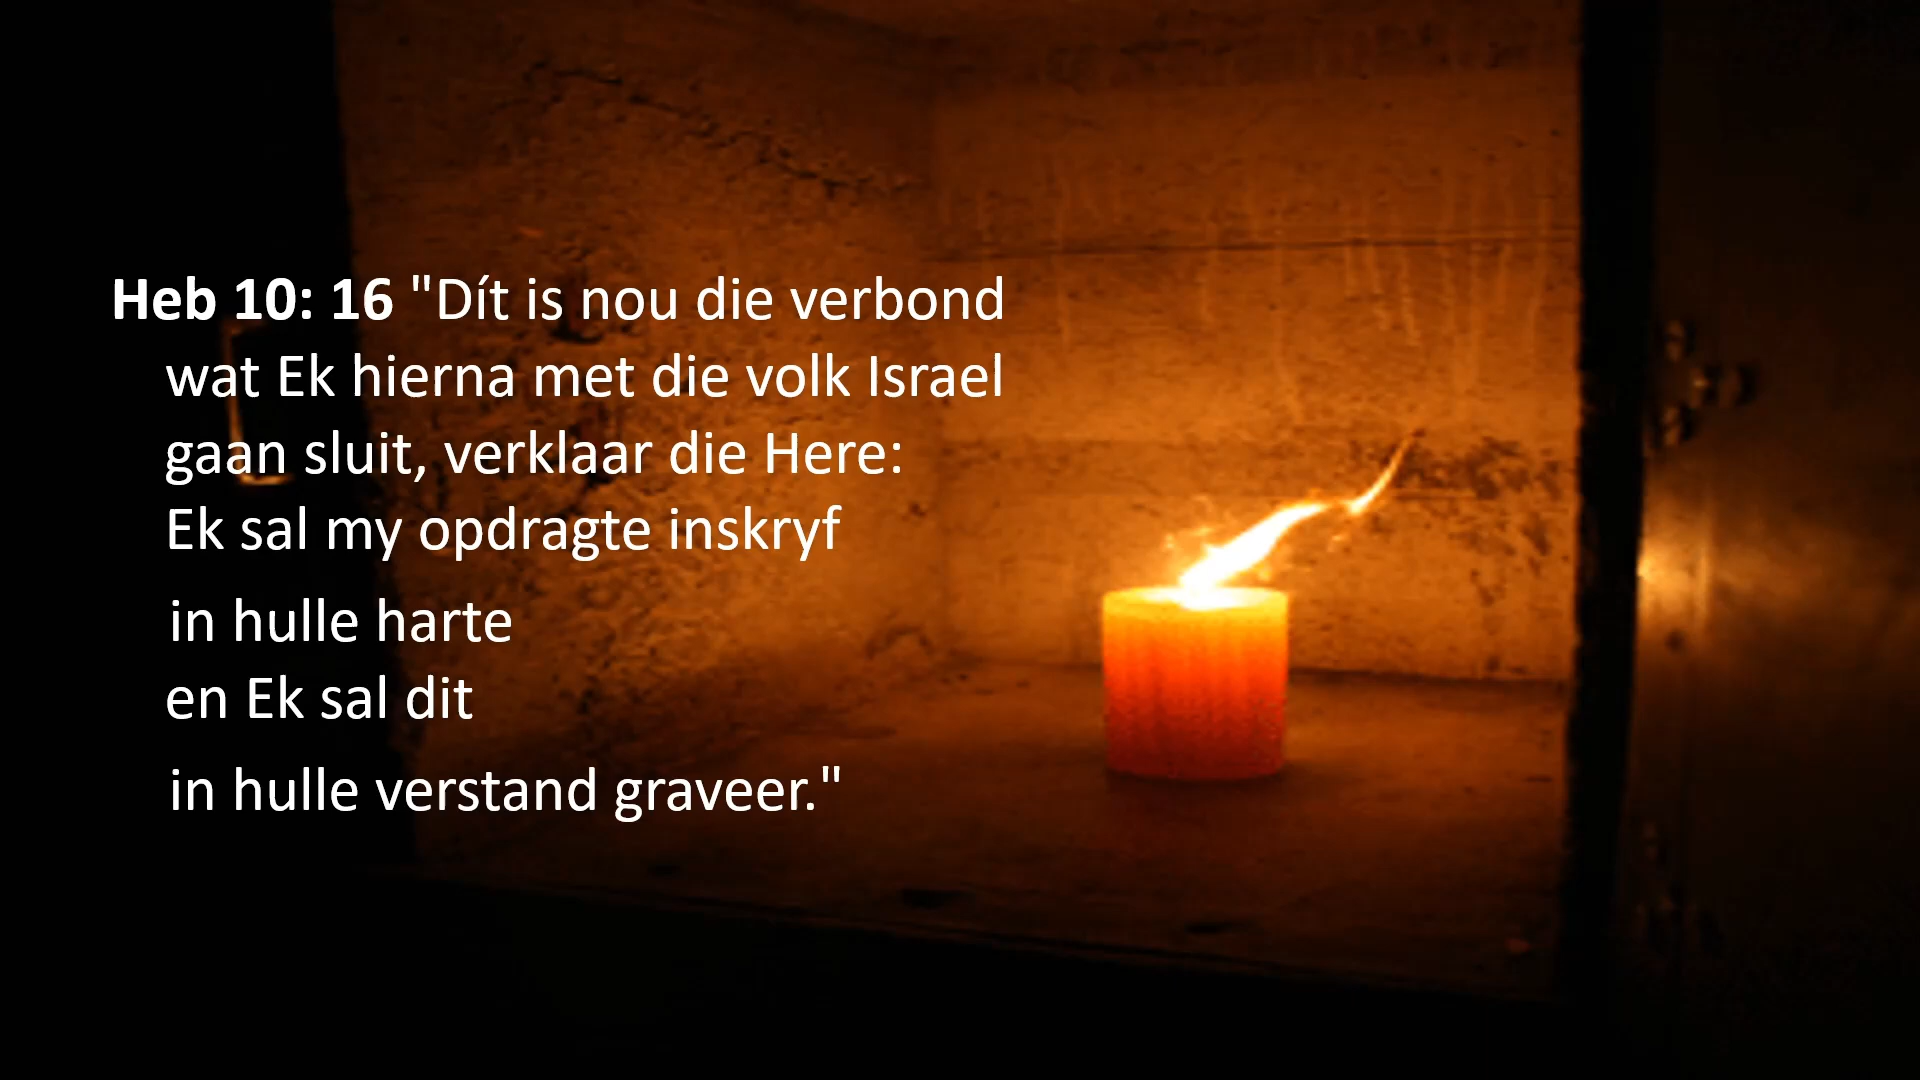 Heb 10: 16 "Dít is nou die verbond
wat Ek hierna met die volk Israel
gaan sluit, verklaar die Here:
Ek sal my opdragte inskryf
in hulle harte
en Ek sal dit
in hulle verstand graveer."